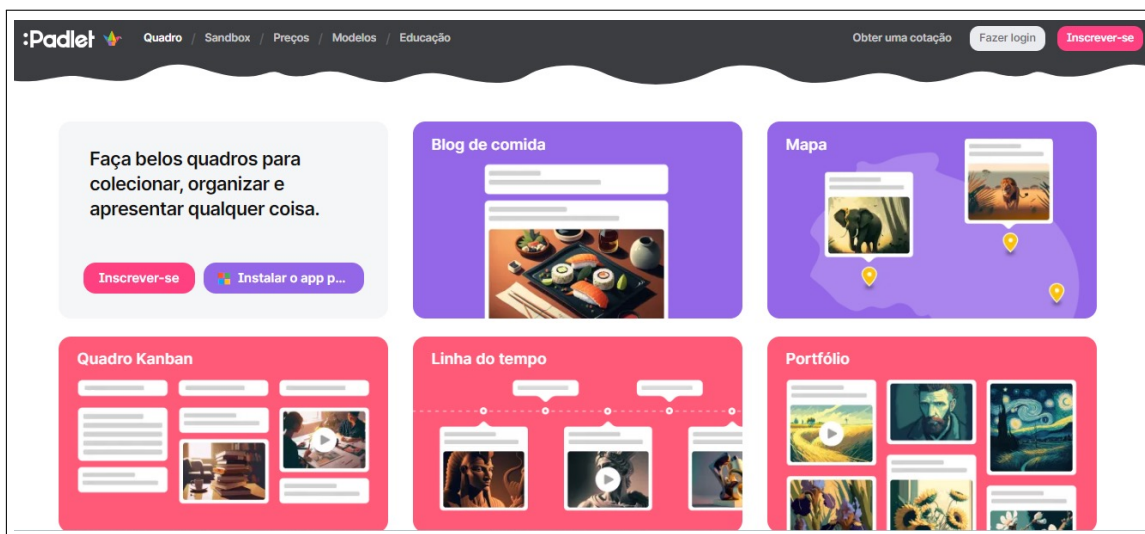 :Padlet
Quadro / Sandbox / Preços / Modelos / Educação
Obter uma cotação
Fazer login
Inscrever-se
Faça belos quadros para
colecionar, organizar e
apresentar qualquer coisa.
Inscrever-se
Instalar o app p...
Blog de comida
Mapa
Quadro Kanban
Linha do tempo
Portfólio